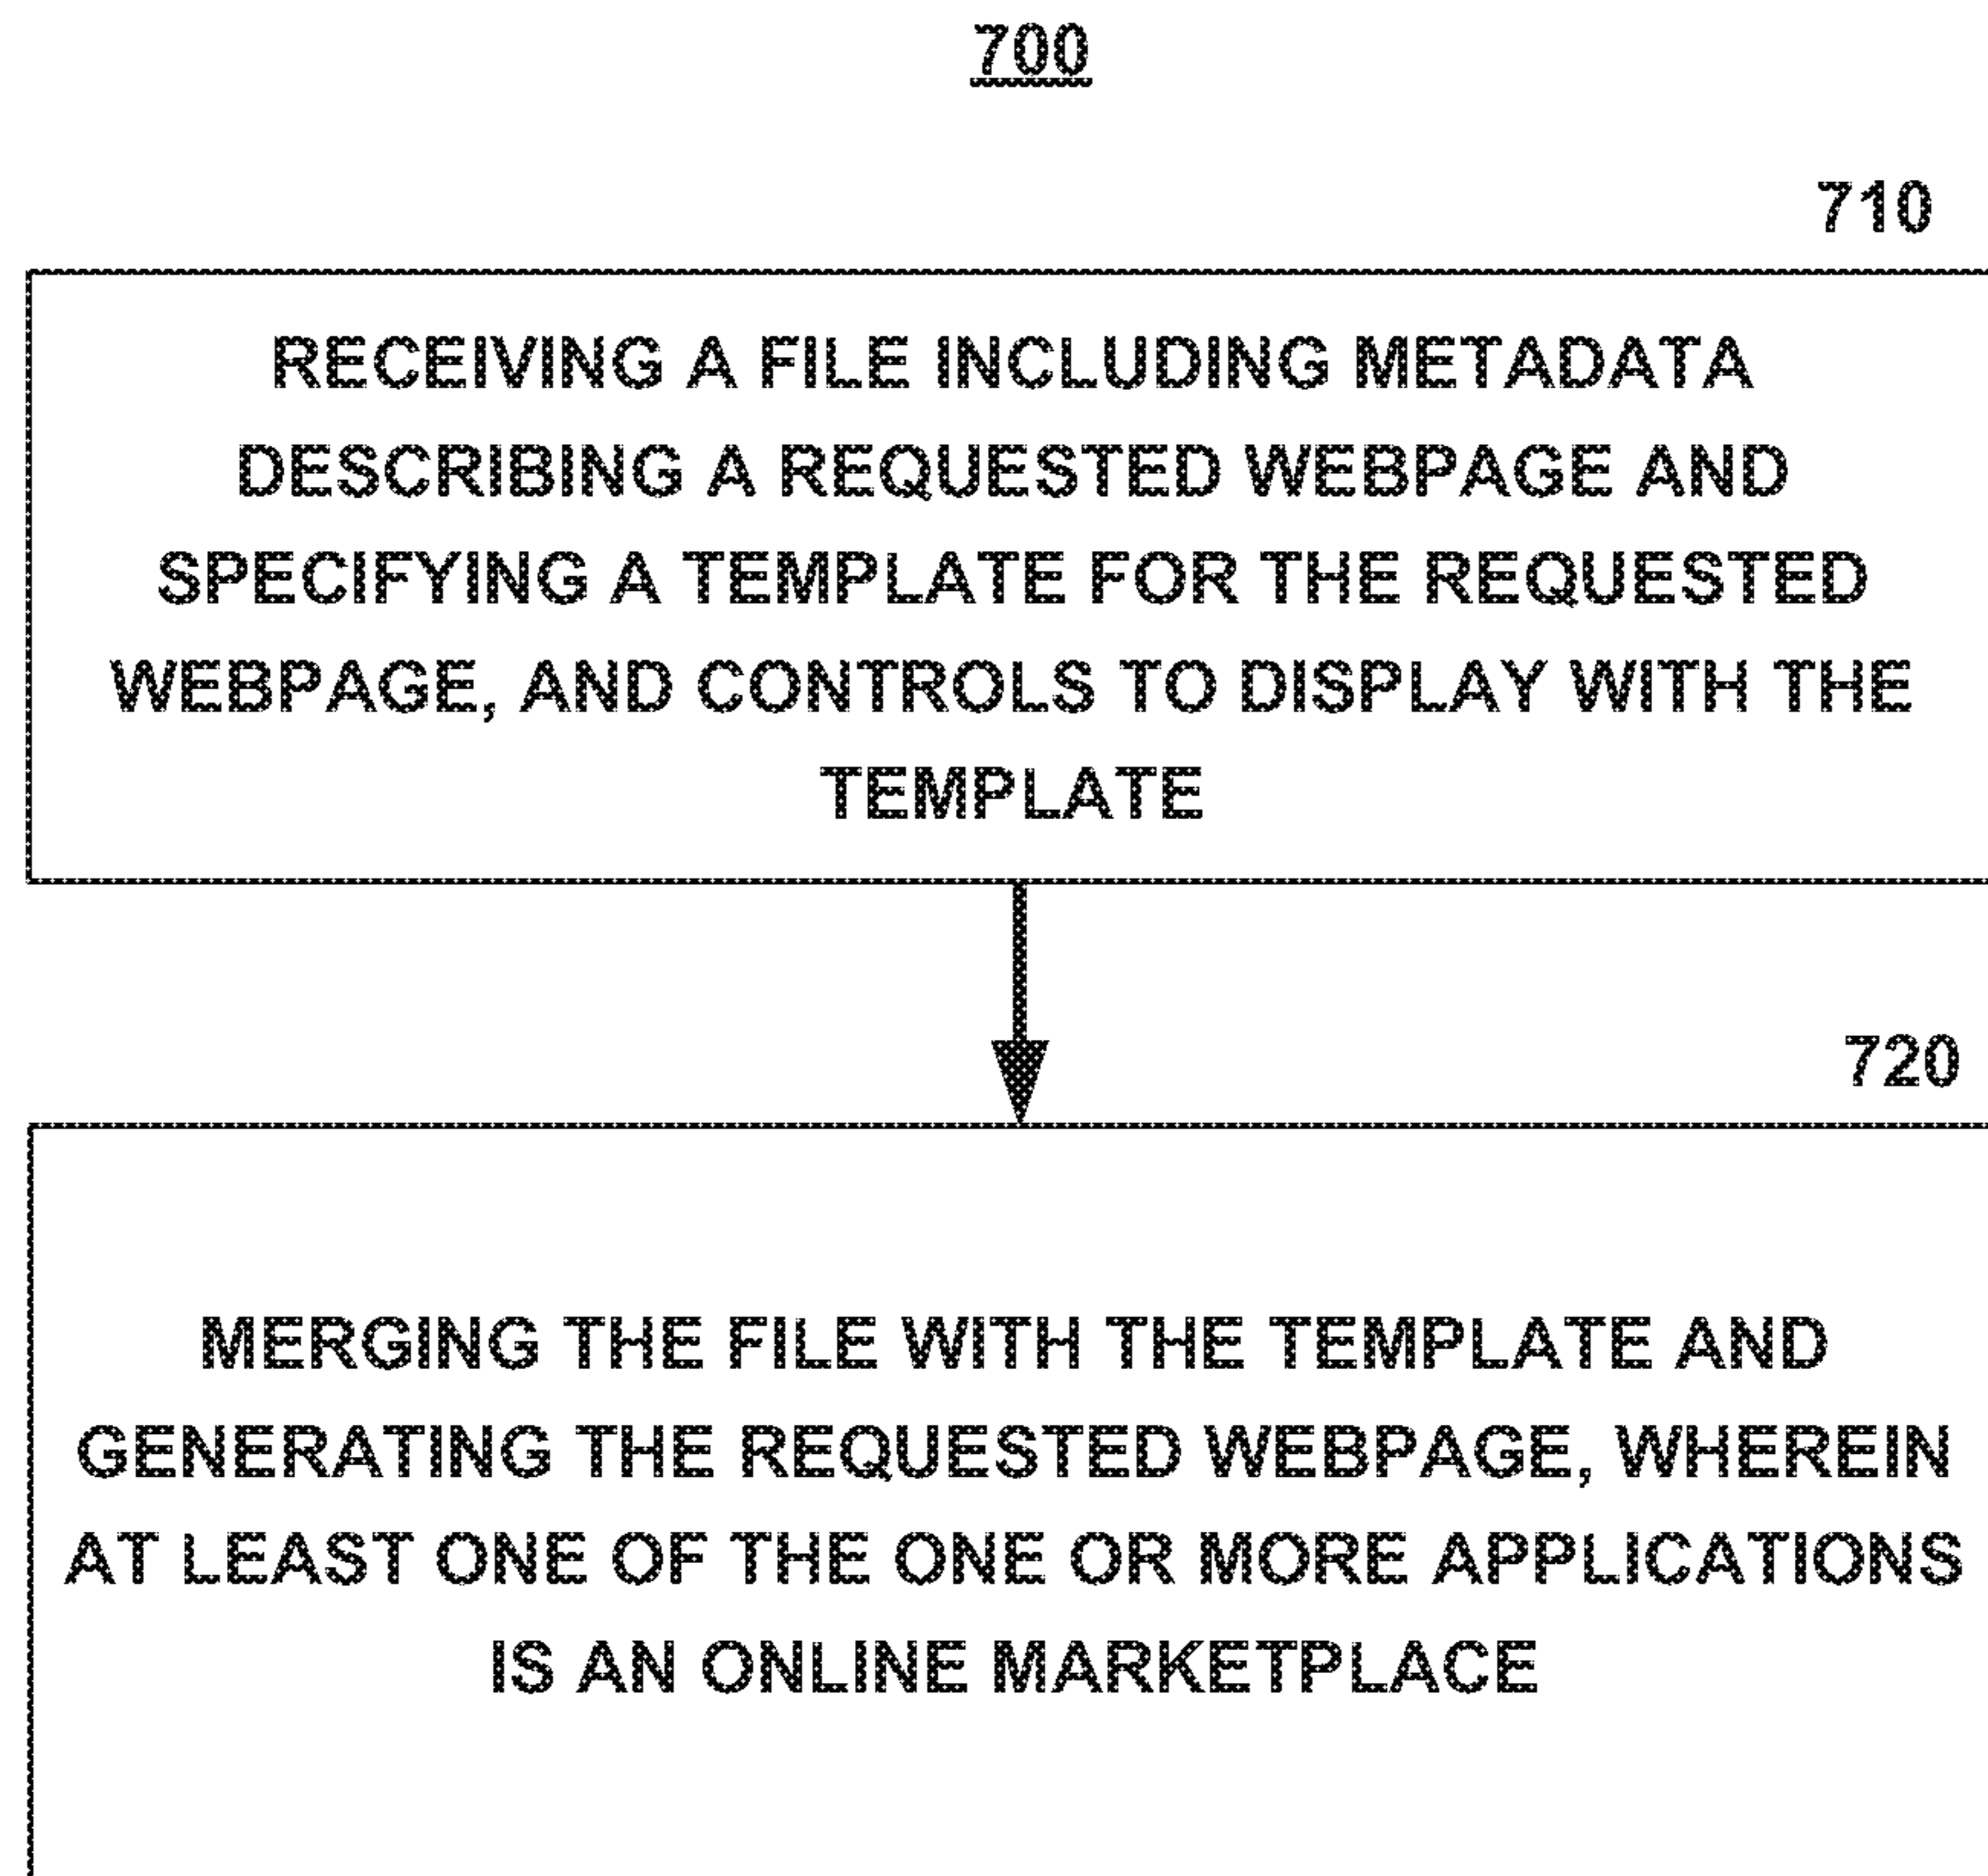 700
710
RECEIVING A FILE INCLUDING METADATA
DESCRIBING A REQUESTED WEBPAGE AND
SPECIFYING A TEMPLATE FOR THE REQUESTED
WEBPAGE, AND CONTROLS TO DISPLAY WITH THE
TEMPLATE
720
MERGING THE FILE WITH THE TEMPLATE AND
GENERATING THE REQUESTED WEBPAGE, WHEREIN
AT LEAST ONE OF THE ONE OR MORE APPLICATIONS
IS AN ONLINE MARKETPLACE